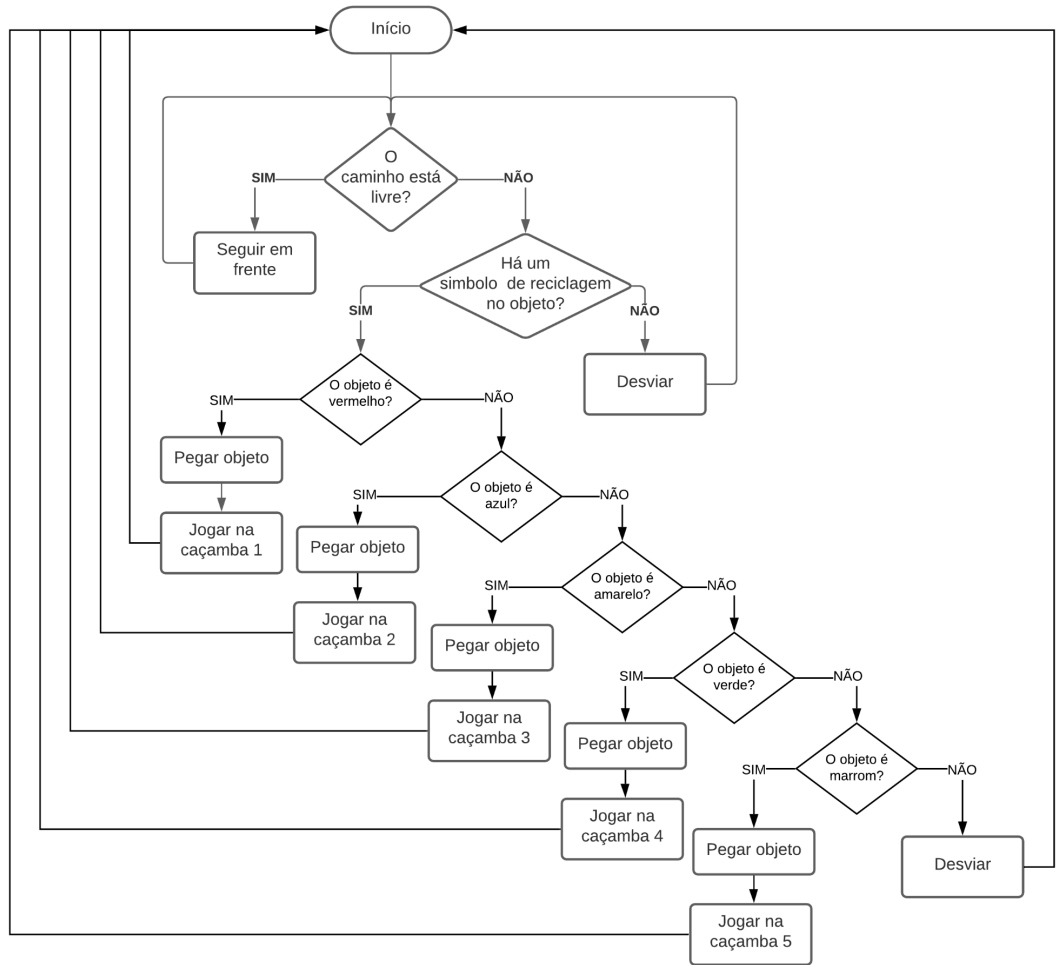 Início
O
caminho está
livre?
SIM
NÃO
Seguir em
frente
Há um
simbolo de reciclagem
no objeto?
SIM
NÃO
Desviar
O objeto é
vermelho?
SIM
NÃO
Pegar objeto
Jogar na
caçamba 1
O objeto é
azul?
SIM
NÃO
Pegar objeto
Jogar na
caçamba 2
O objeto é
amarelo?
SIM
NÃO
Pegar objeto
Jogar na
caçamba 3
O objeto é
verde?
SIM
NÃO
Pegar objeto
Jogar na
caçamba 4
O objeto é
marrom?
SIM
NÃO
Pegar objeto
Desviar
Jogar na
caçamba 5